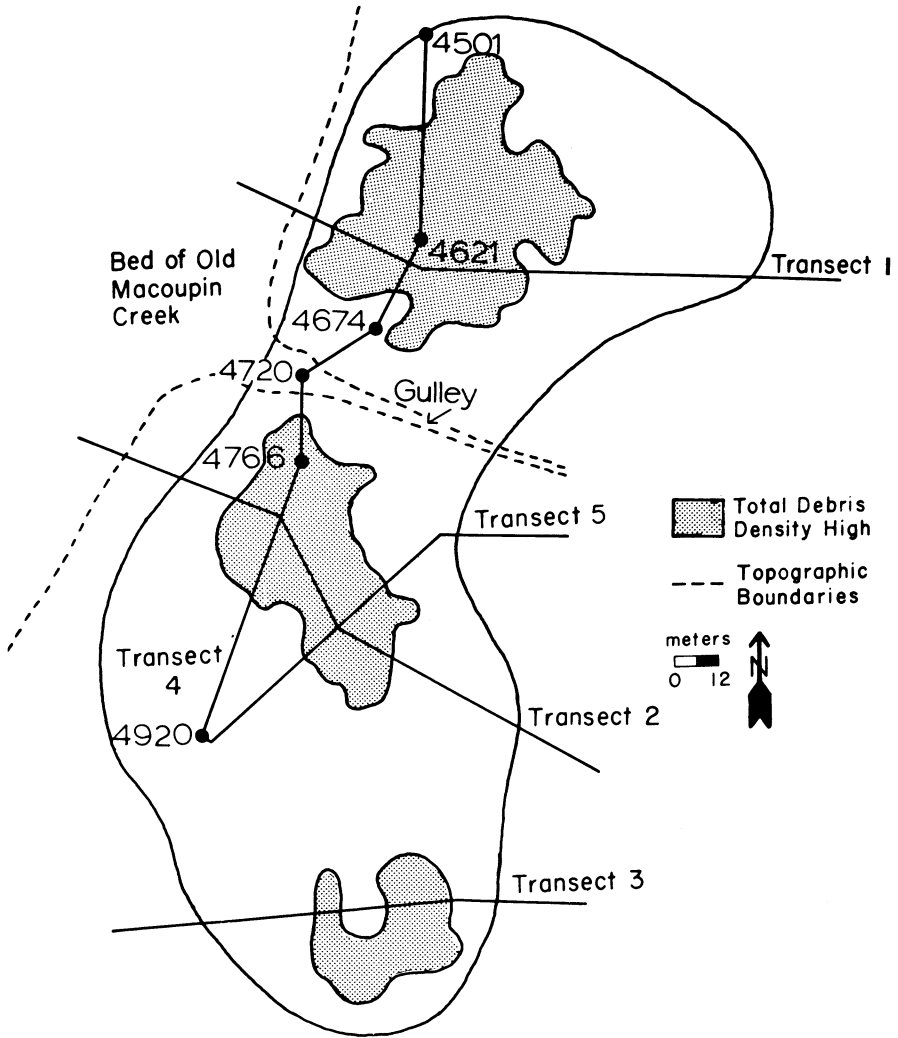 4501
4621
Transect 1
Bed of Old
Macoupin
Creek
4674
4720
Gulley
4766
Transect 5
Total Debris
Density High
Topographic
Boundaries
meters
0 12
N
Transect
4
4920
Transect 2
Transect 3